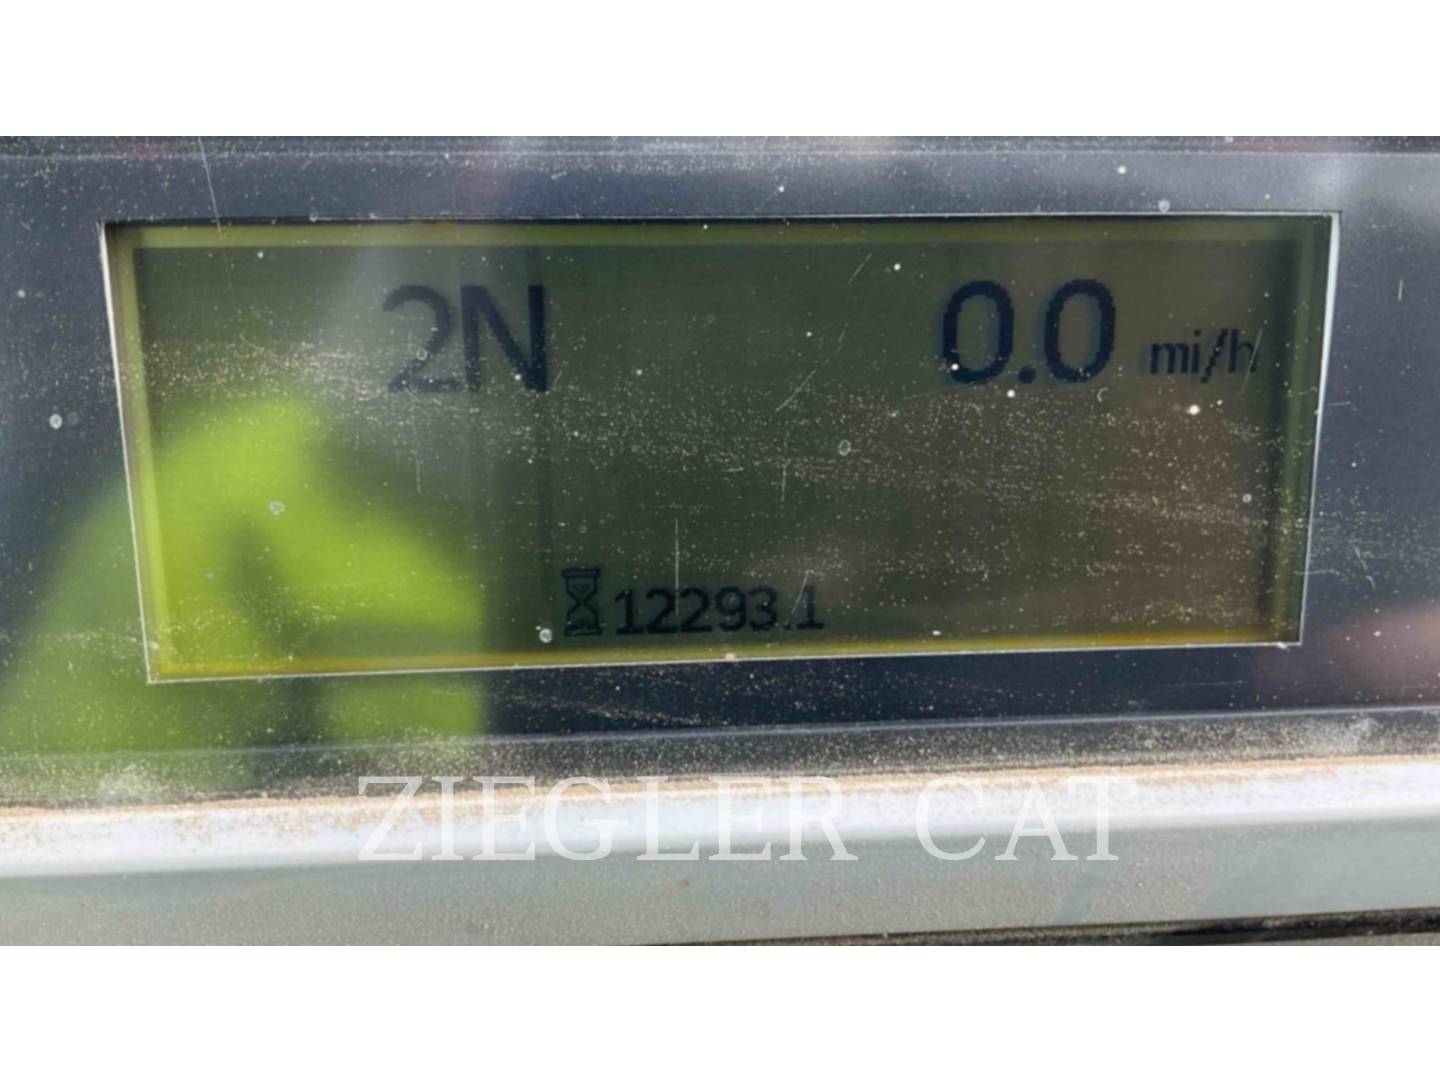 2N 0.0 mi/h
12293.1
ZIEGLER CAT